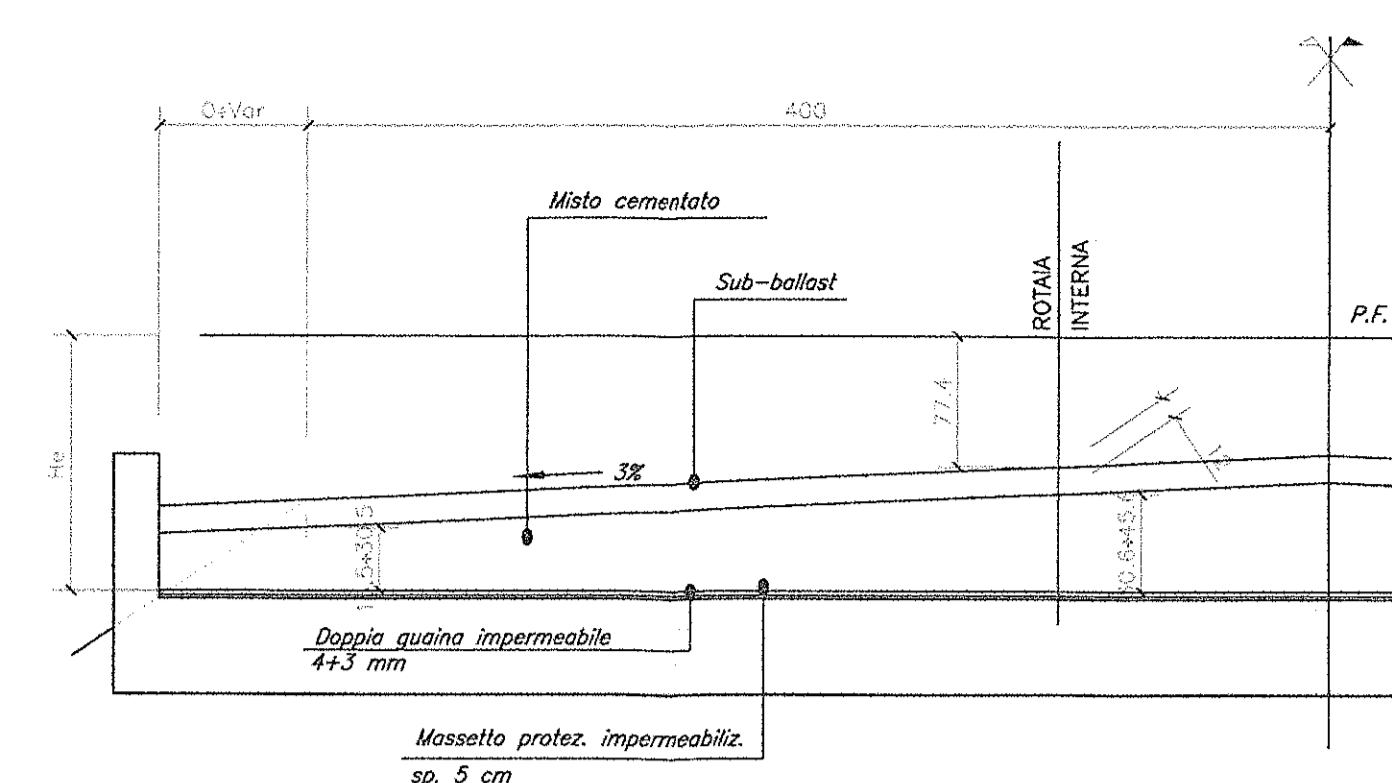 0÷Var
400
Misto cementato
Sub-ballast
ROTAIA
INTERNA
P.F.
77.4
He
3%
Doppia guaina impermeabile
4+3 mm
Massetto protez. impermeabiliz.
sp. 5 cm